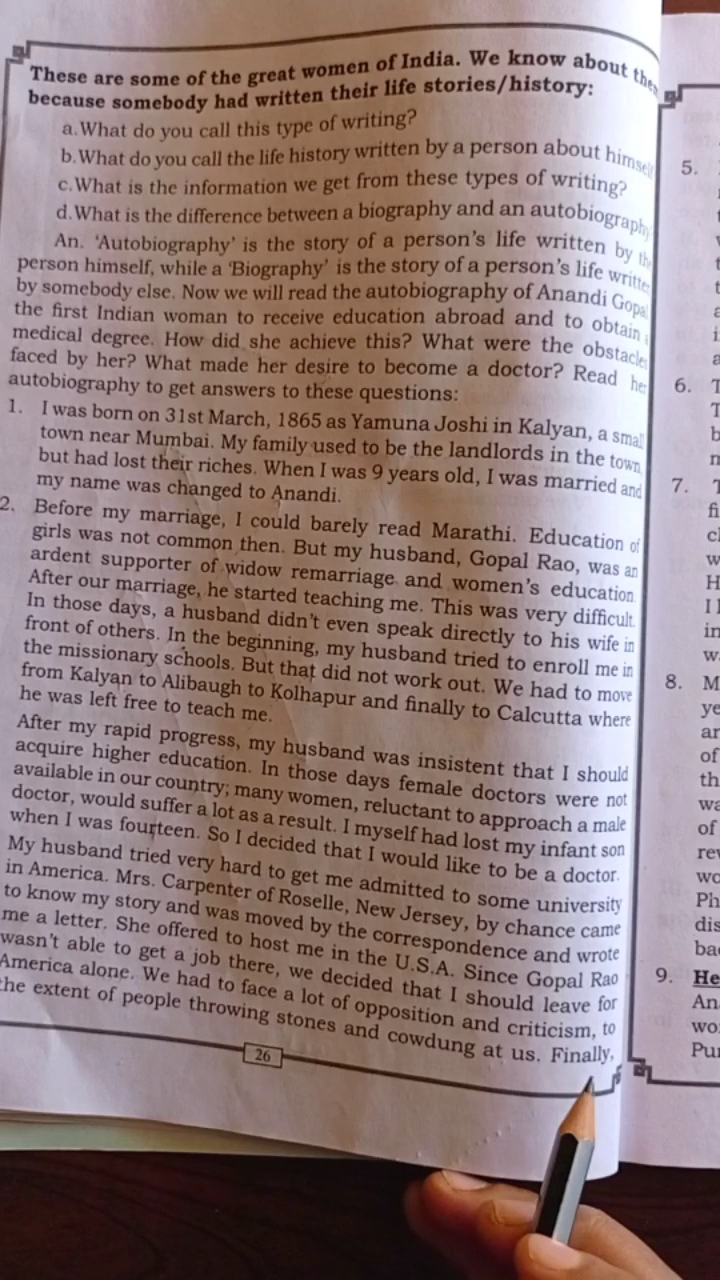 These are some of the great women of India. We know about the
because somebody had written their life stories/history:
a.What do you call this type of writing?
b.What do you call the life history written by a person about himself
c.What is the information we get from these types of writing?
d.What is the difference between a biography and an autobiography
An. 'Autobiography' is the story of a person's life written by the
person himself, while a 'Biography' is the story of a person's life written
by somebody else. Now we will read the autobiography of Anandi Gopal
the first Indian woman to receive education abroad and to obtain a
medical degree. How did she achieve this? What were the obstacles
faced by her? What made her desire to become a doctor? Read her
autobiography to get answers to these questions:
1. I was born on 31st March, 1865 as Yamuna Joshi in Kalyan, a small
town near Mumbai. My family used to be the landlords in the town
but had lost their riches. When I was 9 years old, I was married and
my name was changed to Anandi.
2. Before my marriage, I could barely read Marathi. Education of
girls was not common then. But my husband, Gopal Rao, was an
ardent supporter of widow remarriage and women's education.
After our marriage, he started teaching me. This was very difficult.
In those days, a husband didn't even speak directly to his wife in
front of others. In the beginning, my husband tried to enroll me in
the missionary schools. But that did not work out. We had to move
from Kalyan to Alibaugh to Kolhapur and finally to Calcutta where
he was left free to teach me.
After my rapid progress, my husband was insistent that I should
acquire higher education. In those days female doctors were not
available in our country; many women, reluctant to approach a male
doctor, would suffer a lot as a result. I myself had lost my infant son
when I was fourteen. So I decided that I would like to be a doctor.
My husband tried very hard to get me admitted to some university
in America. Mrs. Carpenter of Roselle, New Jersey, by chance came
to know my story and was moved by the correspondence and wrote
me a letter. She offered to host me in the U.S.A. Since Gopal Rao
wasn't able to get a job there, we decided that I should leave for
America alone. We had to face a lot of opposition and criticism, to
the extent of people throwing stones and cowdung at us. Finally,
26
5.
6. T
7.
8. M
9. He